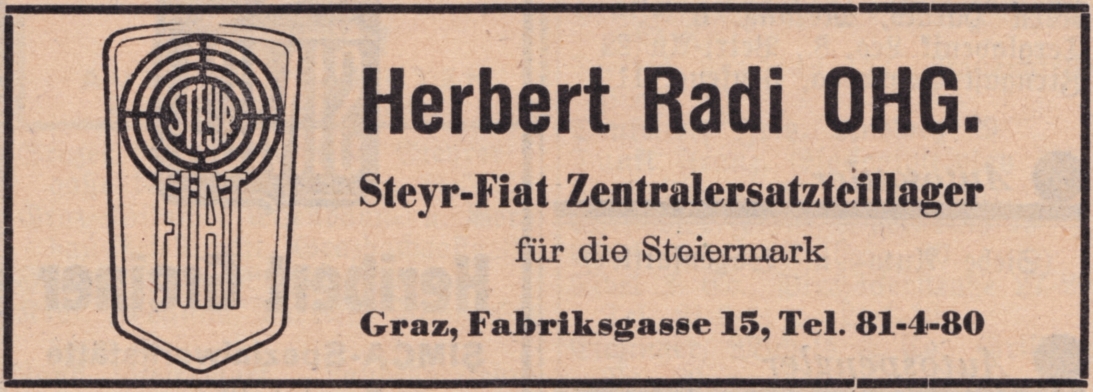 STEYR
FIAT
Herbert Radi OHG.
Steyr-Fiat Zentralersatzteillager
für die Steiermark
Graz, Fabriksgasse 15, Tel. 81-4-80